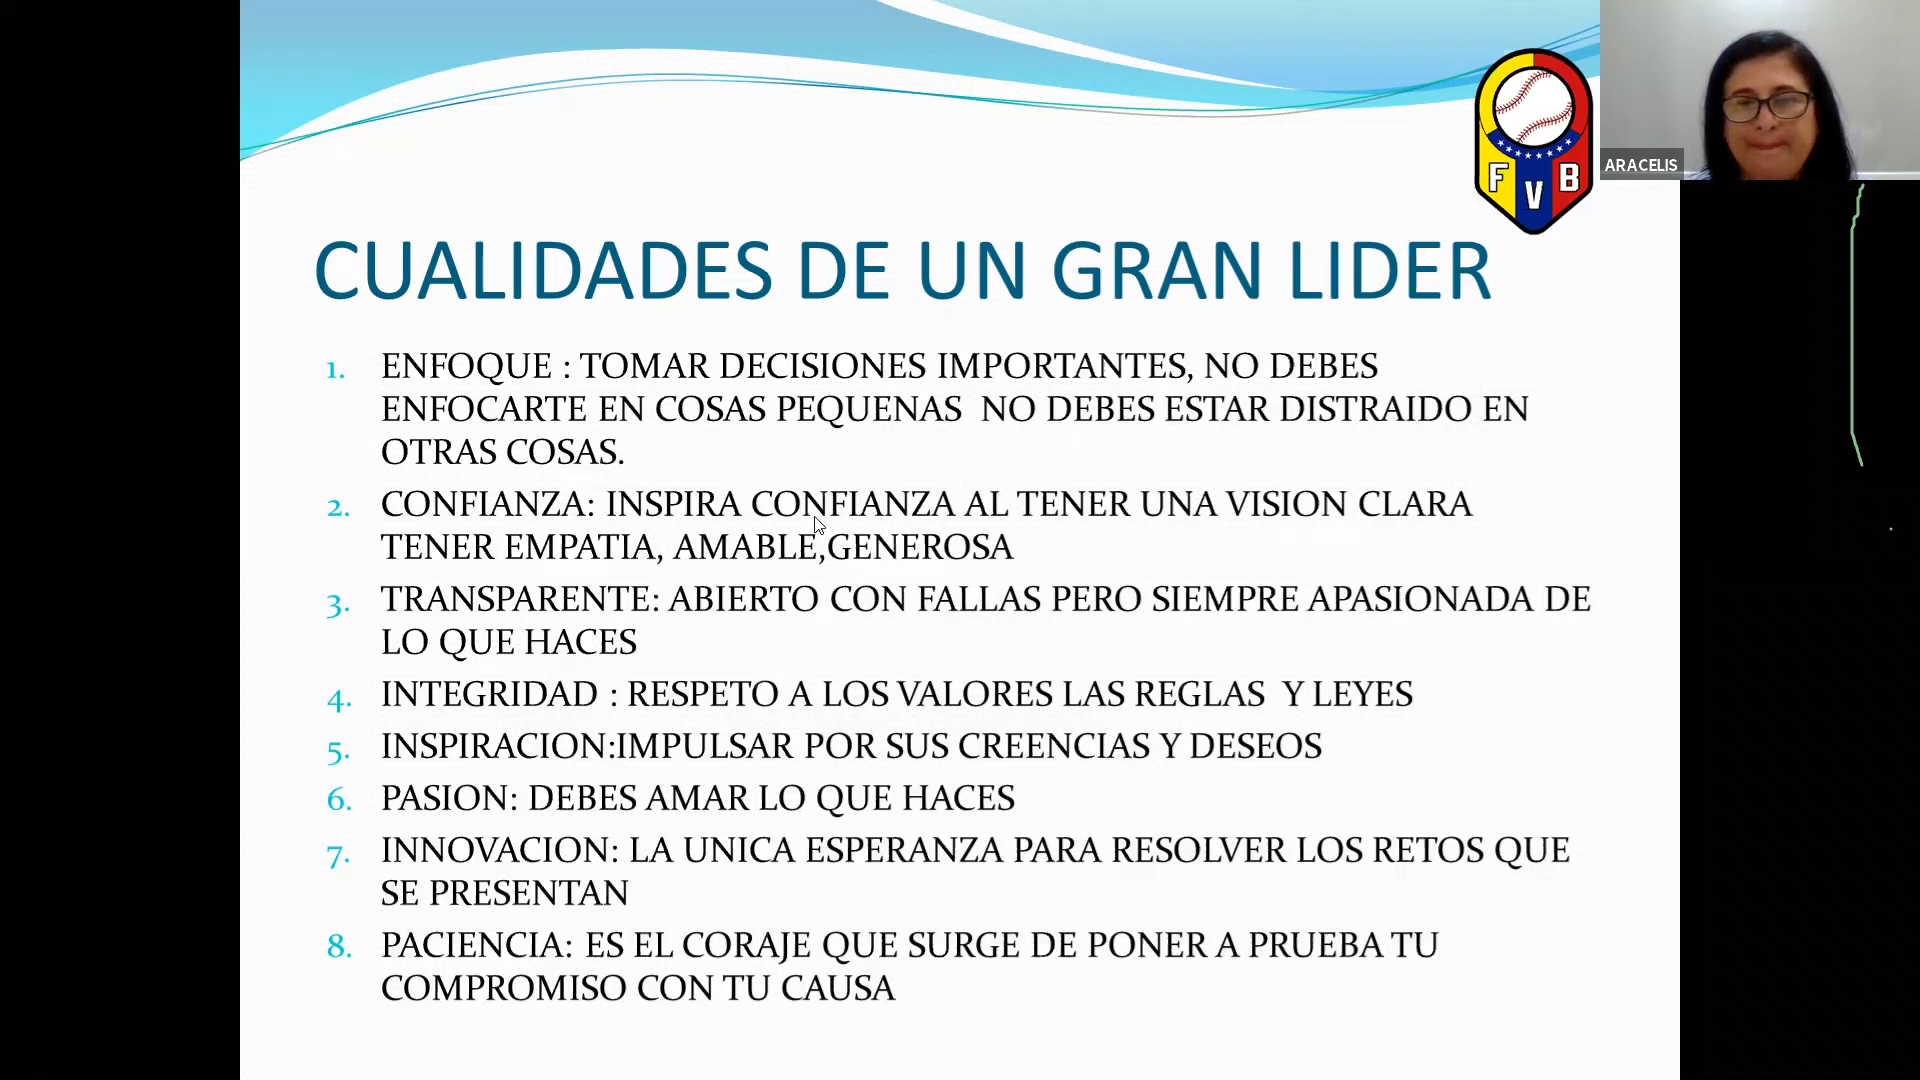 ARACELIS
F V B
CUALIDADES DE UN GRAN LIDER
1. ENFOQUE : TOMAR DECISIONES IMPORTANTES, NO DEBES
ENFOCARTE EN COSAS PEQUENAS  NO DEBES ESTAR DISTRAIDO EN
OTRAS COSAS.
2. CONFIANZA: INSPIRA CONFIANZA AL TENER UNA VISION CLARA
TENER EMPATIA, AMABLE,GENEROSA
3. TRANSPARENTE: ABIERTO CON FALLAS PERO SIEMPRE APASIONADA DE
LO QUE HACES
4. INTEGRIDAD : RESPETO A LOS VALORES LAS REGLAS  Y LEYES
5. INSPIRACION:IMPULSAR POR SUS CREENCIAS Y DESEOS
6. PASION: DEBES AMAR LO QUE HACES
7. INNOVACION: LA UNICA ESPERANZA PARA RESOLVER LOS RETOS QUE
SE PRESENTAN
8. PACIENCIA: ES EL CORAJE QUE SURGE DE PONER A PRUEBA TU
COMPROMISO CON TU CAUSA